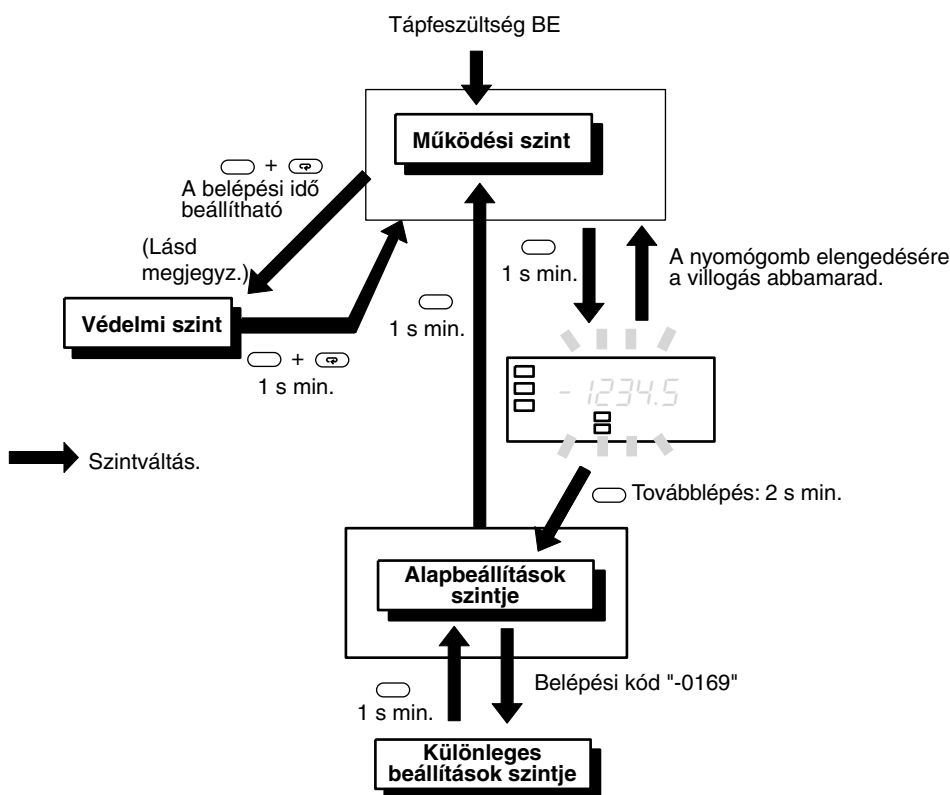 Tápfeszültség BE
Működési szint
+
A belépési idő
beállítható
(Lásd
megjegyz.)
1 s min.
A nyomógomb elengedésére
a villogás abbamarad.
1 s min.
Védelmi szint
+
1 s min.
-1234.5
Szintváltás.
Továbblépés: 2 s min.
Alapbeállítások
szintje
Belépési kód "-0169"
1 s min.
Különleges
beállítások szintje